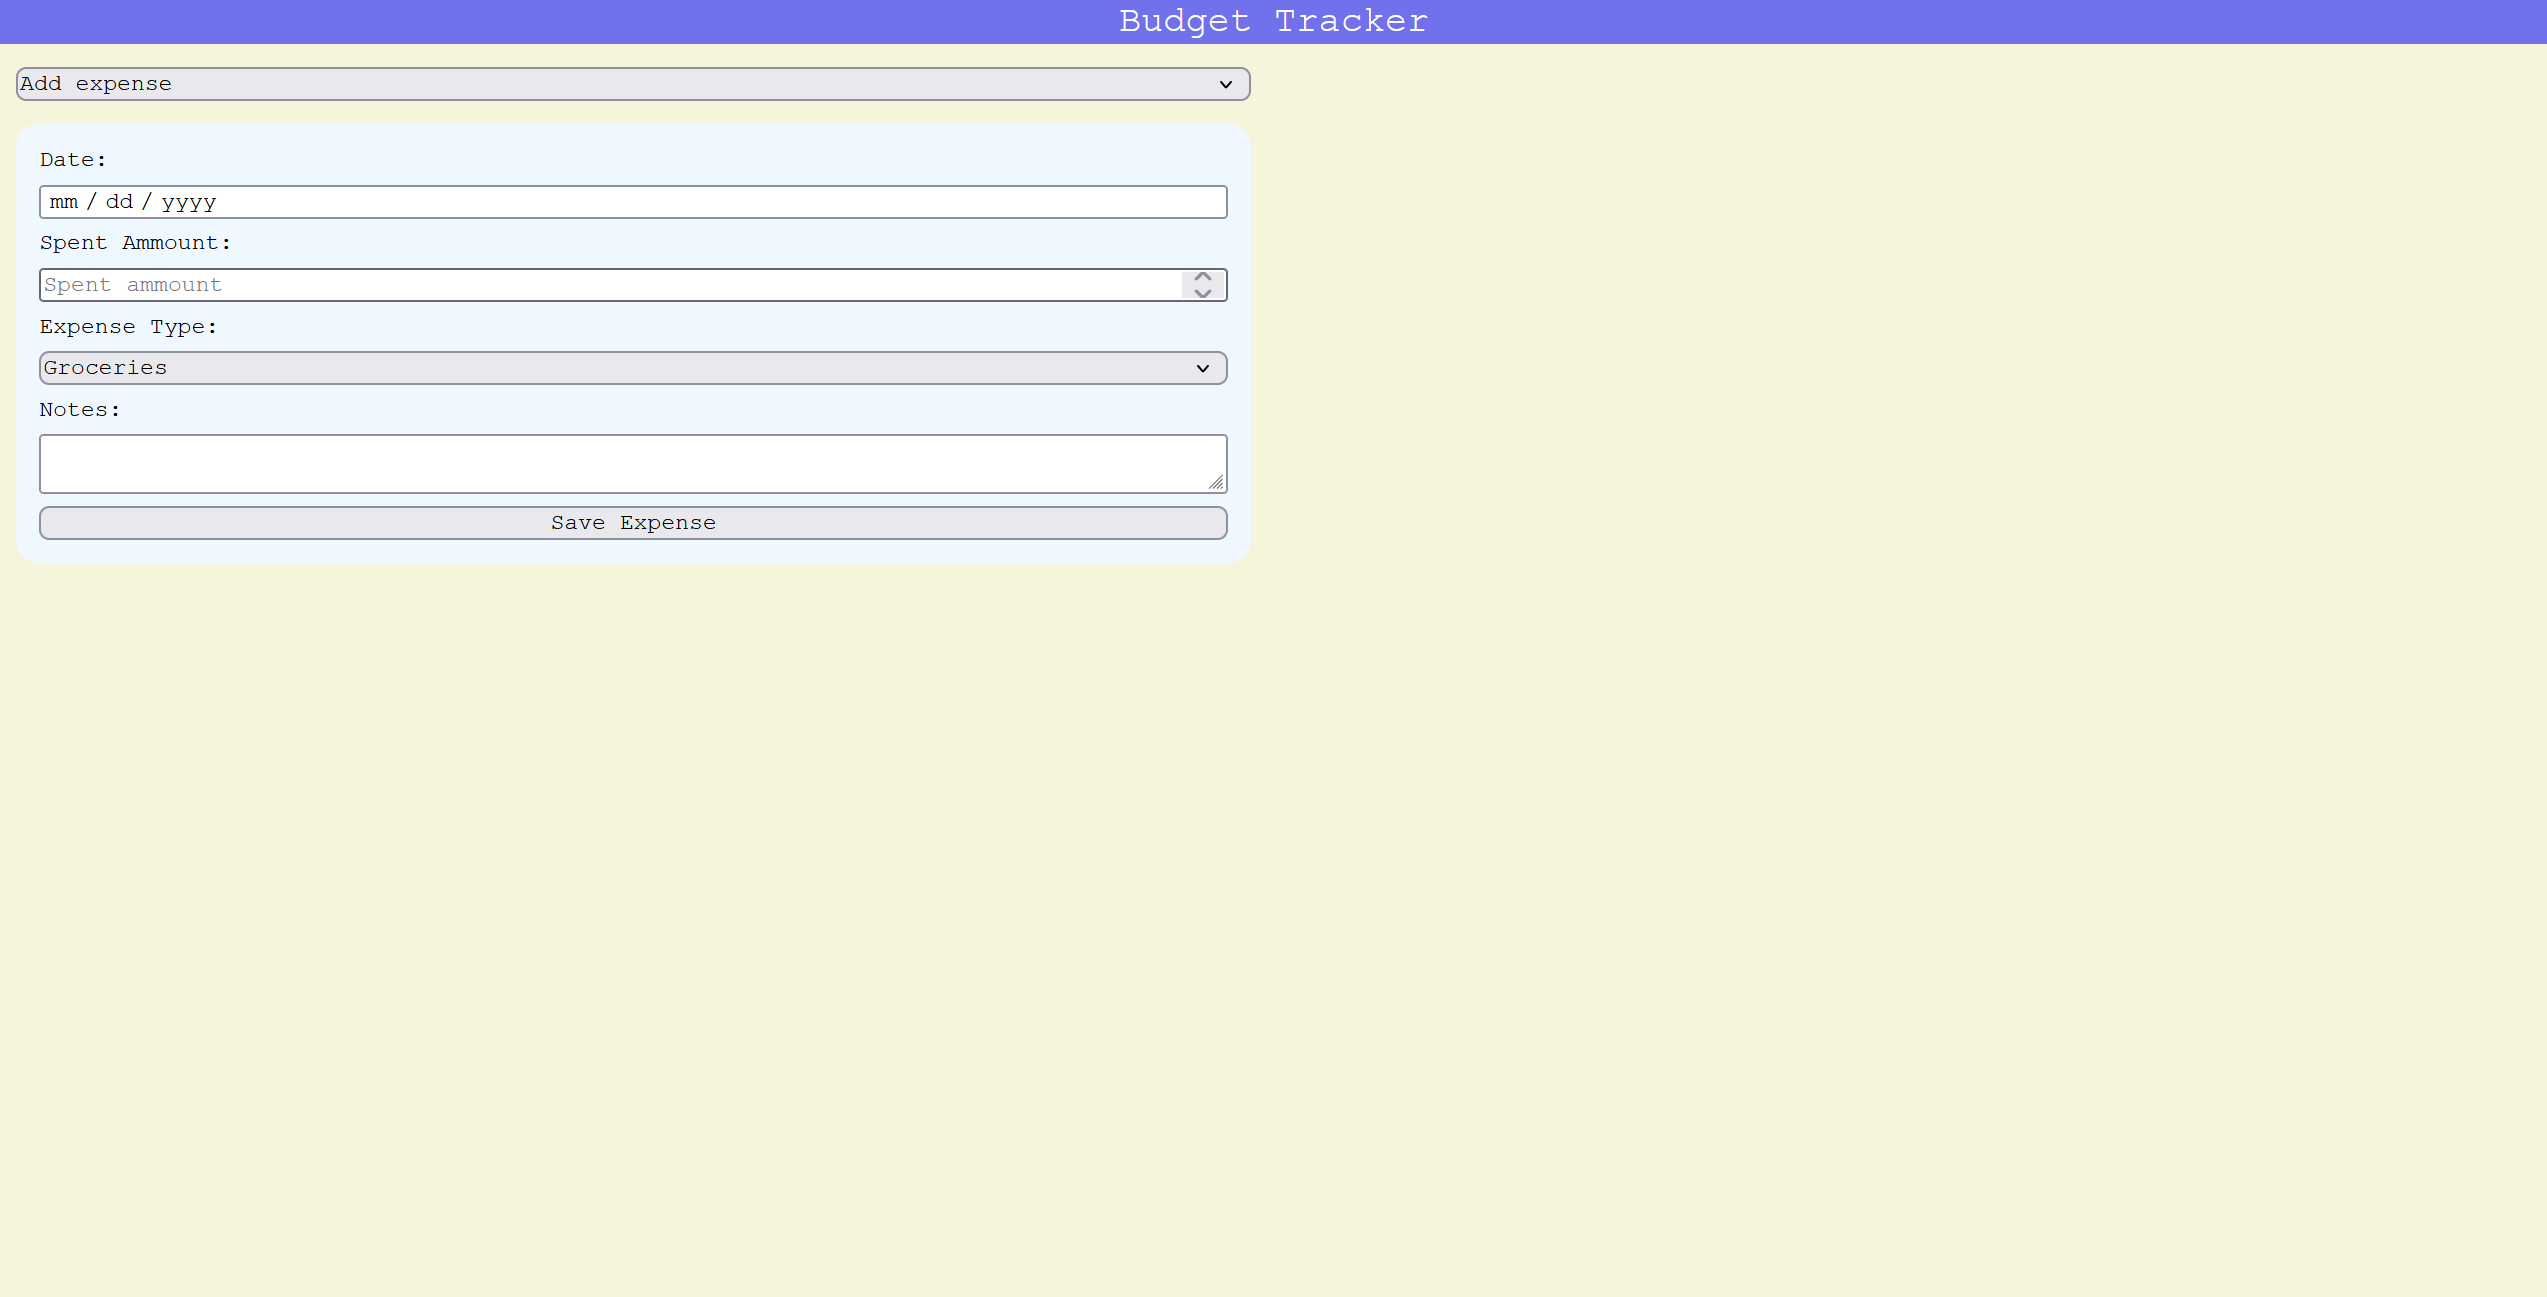 Budget Tracker
Add expense
Date:
mm / dd / yyyy
Spent Ammount:
Spent ammount
Expense Type:
Groceries
Notes:
Save Expense